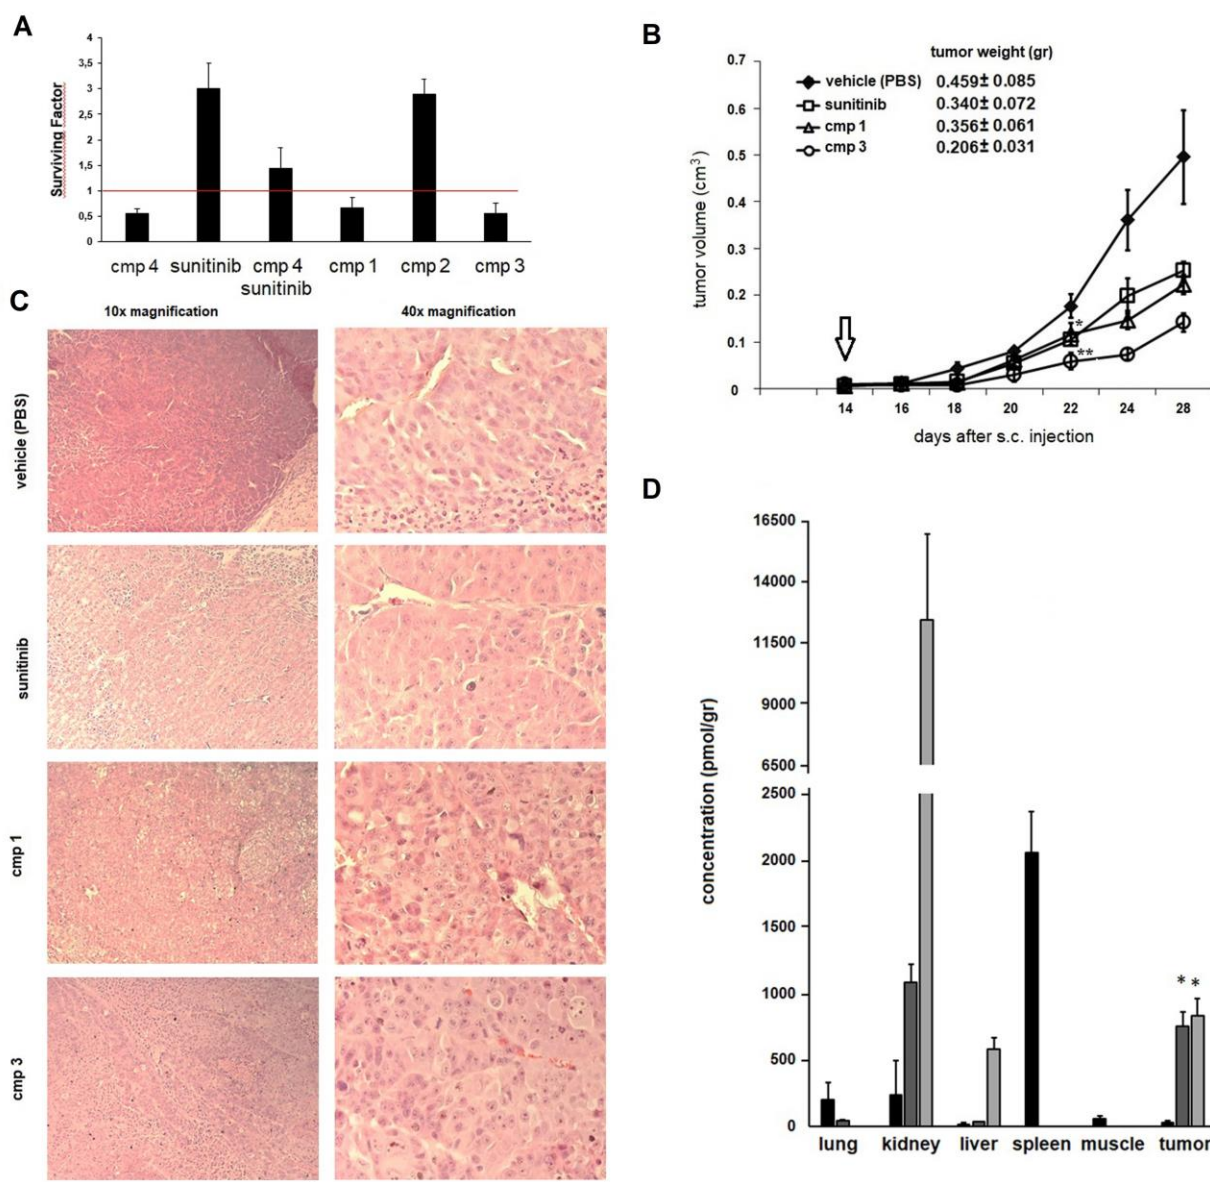 A
4
3,5
3
2,5
2
1,5
1
0,5
0
Surviving Factor
cmp 4
sunitinib
cmp 4
sunitinib
cmp 1
cmp 2
cmp 3
B
tumor weight (gr)
vehicle (PBS) 0.459± 0.085
sunitinib 0.340± 0.072
cmp 1 0.356± 0.061
cmp 3 0.206± 0.031
0.7
0.6
0.5
0.4
0.3
0.2
0.1
0
tumor volume (cm³)
*
**
14 16 18 20 22 24 28
days after s.c. injection
C
10x magnification 40x magnification
vehicle (PBS)
sunitinib
cmp 1
cmp 3
D
16500
14000
11500
9000
6500
2500
2000
1500
1000
500
0
concentration (pmol/gr)
* *
lung kidney liver spleen muscle tumor